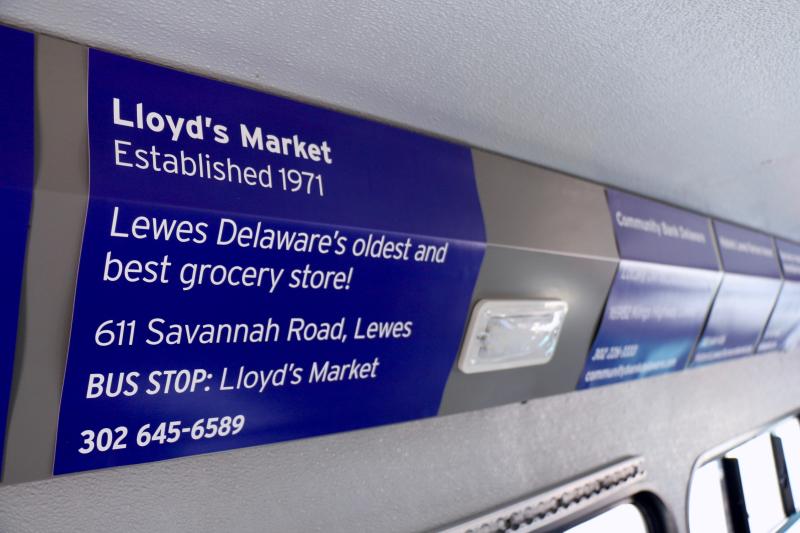 Lloyd's Market
Established 1971
Lewes Delaware's oldest and
best grocery store!
611 Savannah Road, Lewes
BUS STOP: Lloyd's Market
302 645-6589
Community Bank Delaware